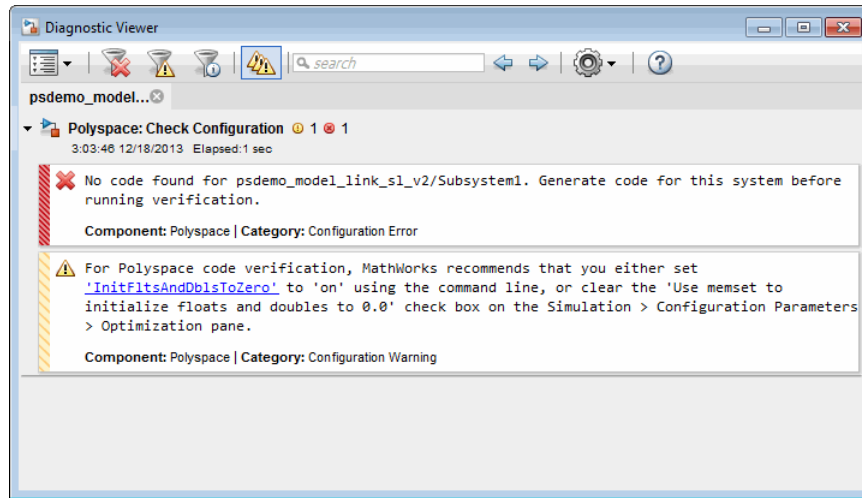 Diagnostic Viewer
search
psdemo_model...
Polyspace: Check Configuration 1 1
3:03:46 12/18/2013 Elapsed:1 sec
No code found for psdemo_model_link_sl_v2/Subsystem1. Generate code for this system before
running verification.
Component: Polyspace | Category: Configuration Error
For Polyspace code verification, MathWorks recommends that you either set
'InitFltsAndDblsToZero' to 'on' using the command line, or clear the 'Use memset to
initialize floats and doubles to 0.0' check box on the Simulation > Configuration Parameters
> Optimization pane.
Component: Polyspace | Category: Configuration Warning